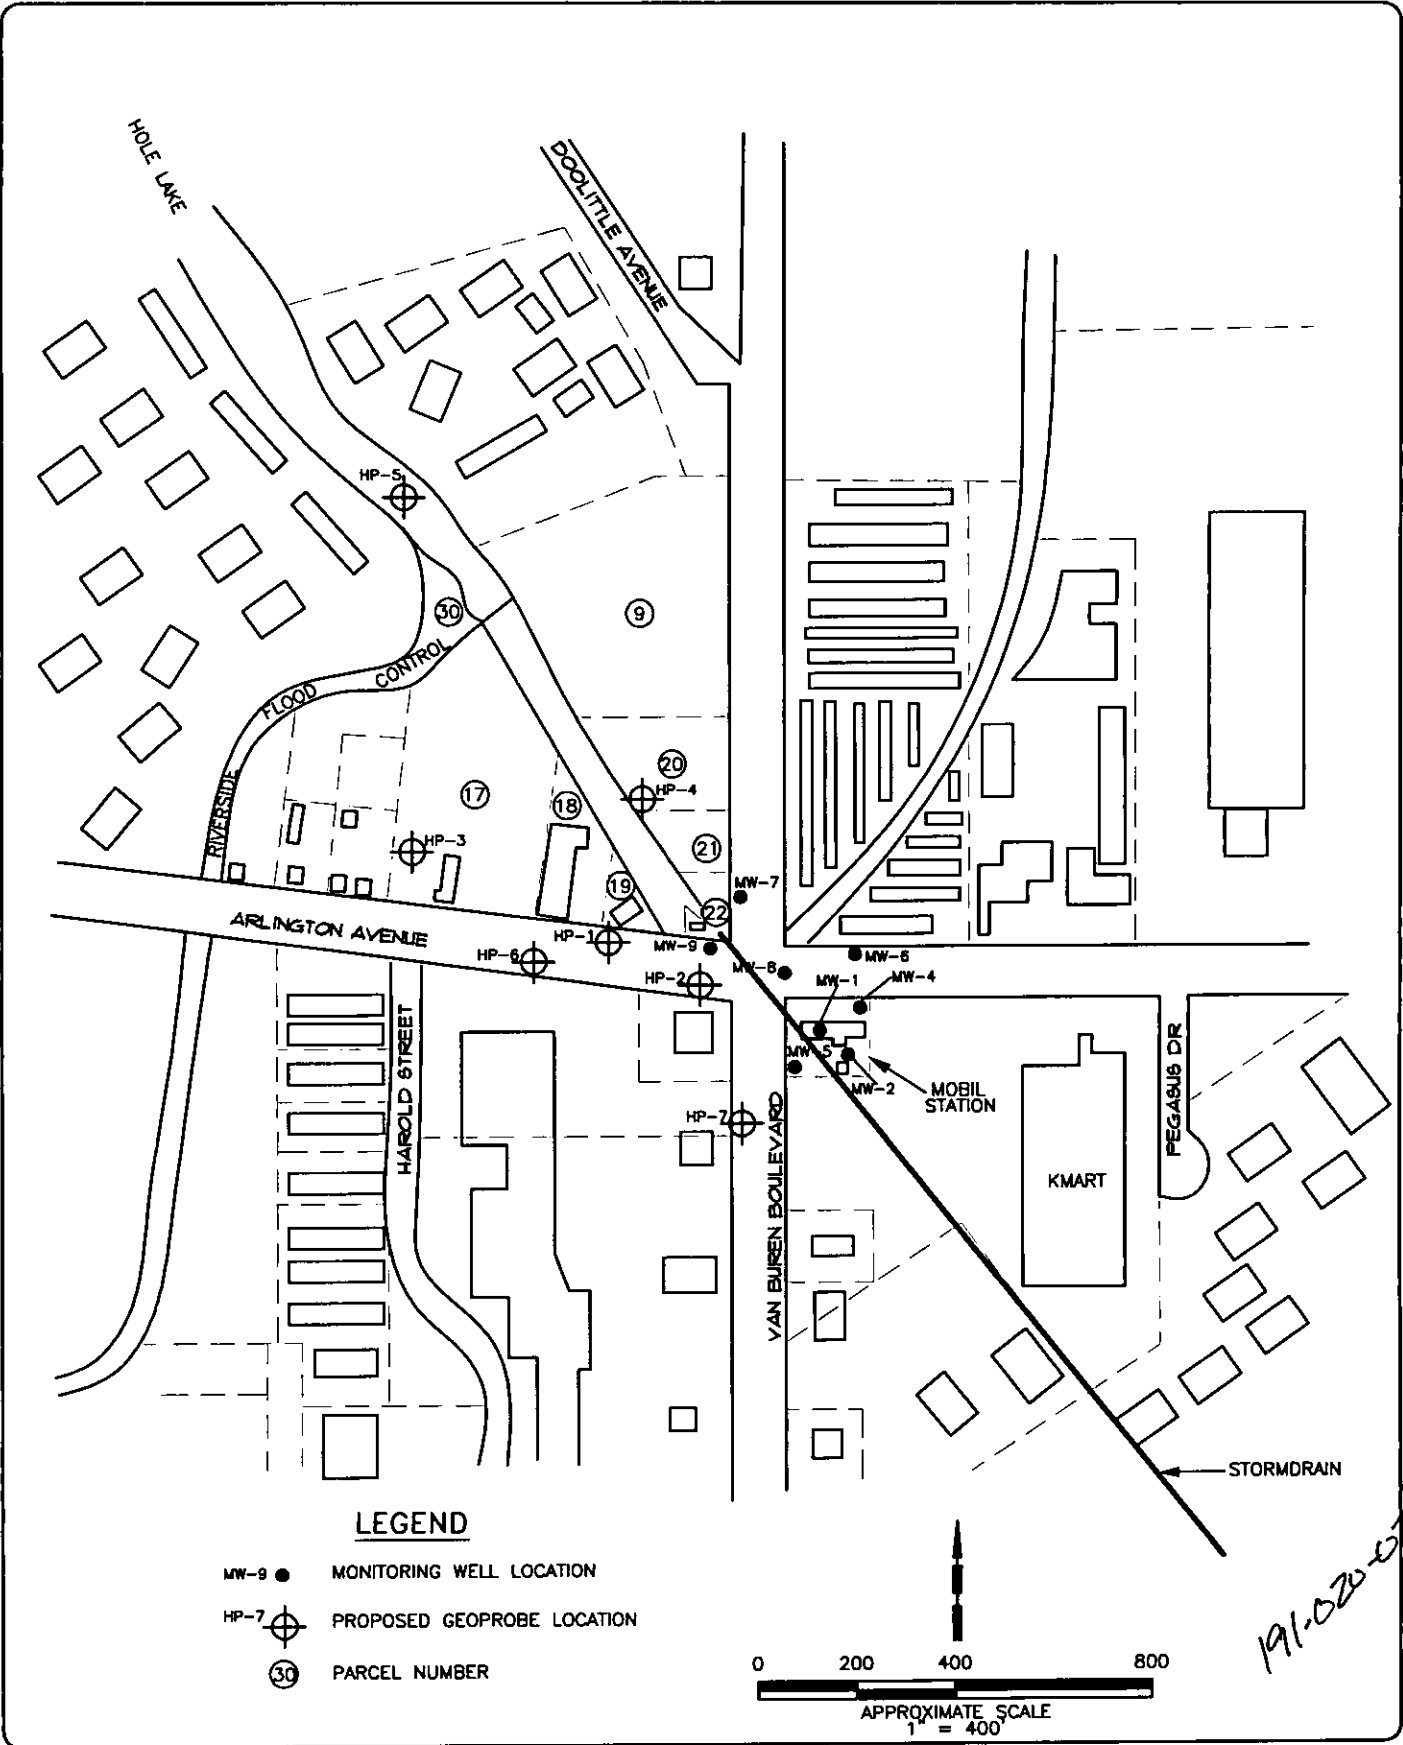 HOLE LAKE
DOOLITTLE AVENUE
HP-5
30
9
FLOOD CONTROL
RIVERSIDE
20
HP-4
17
18
HP-3
21
19
MW-7
22
ARLINGTON AVENUE
HP-1
MW-9
HP-6
MW-6
MW-8
HP-2
MW-1
MW-4
HAROLD STREET
MW-5
MW-2
MOBIL
STATION
PEGASUS DR
HP-7
KMART
VAN BUREN BOULEVARD
STORMDRAIN
LEGEND
MW-9 MONITORING WELL LOCATION
HP-7 PROPOSED GEOPROBE LOCATION
30 PARCEL NUMBER
0 200 400 800
APPROXIMATE SCALE
1" = 400'